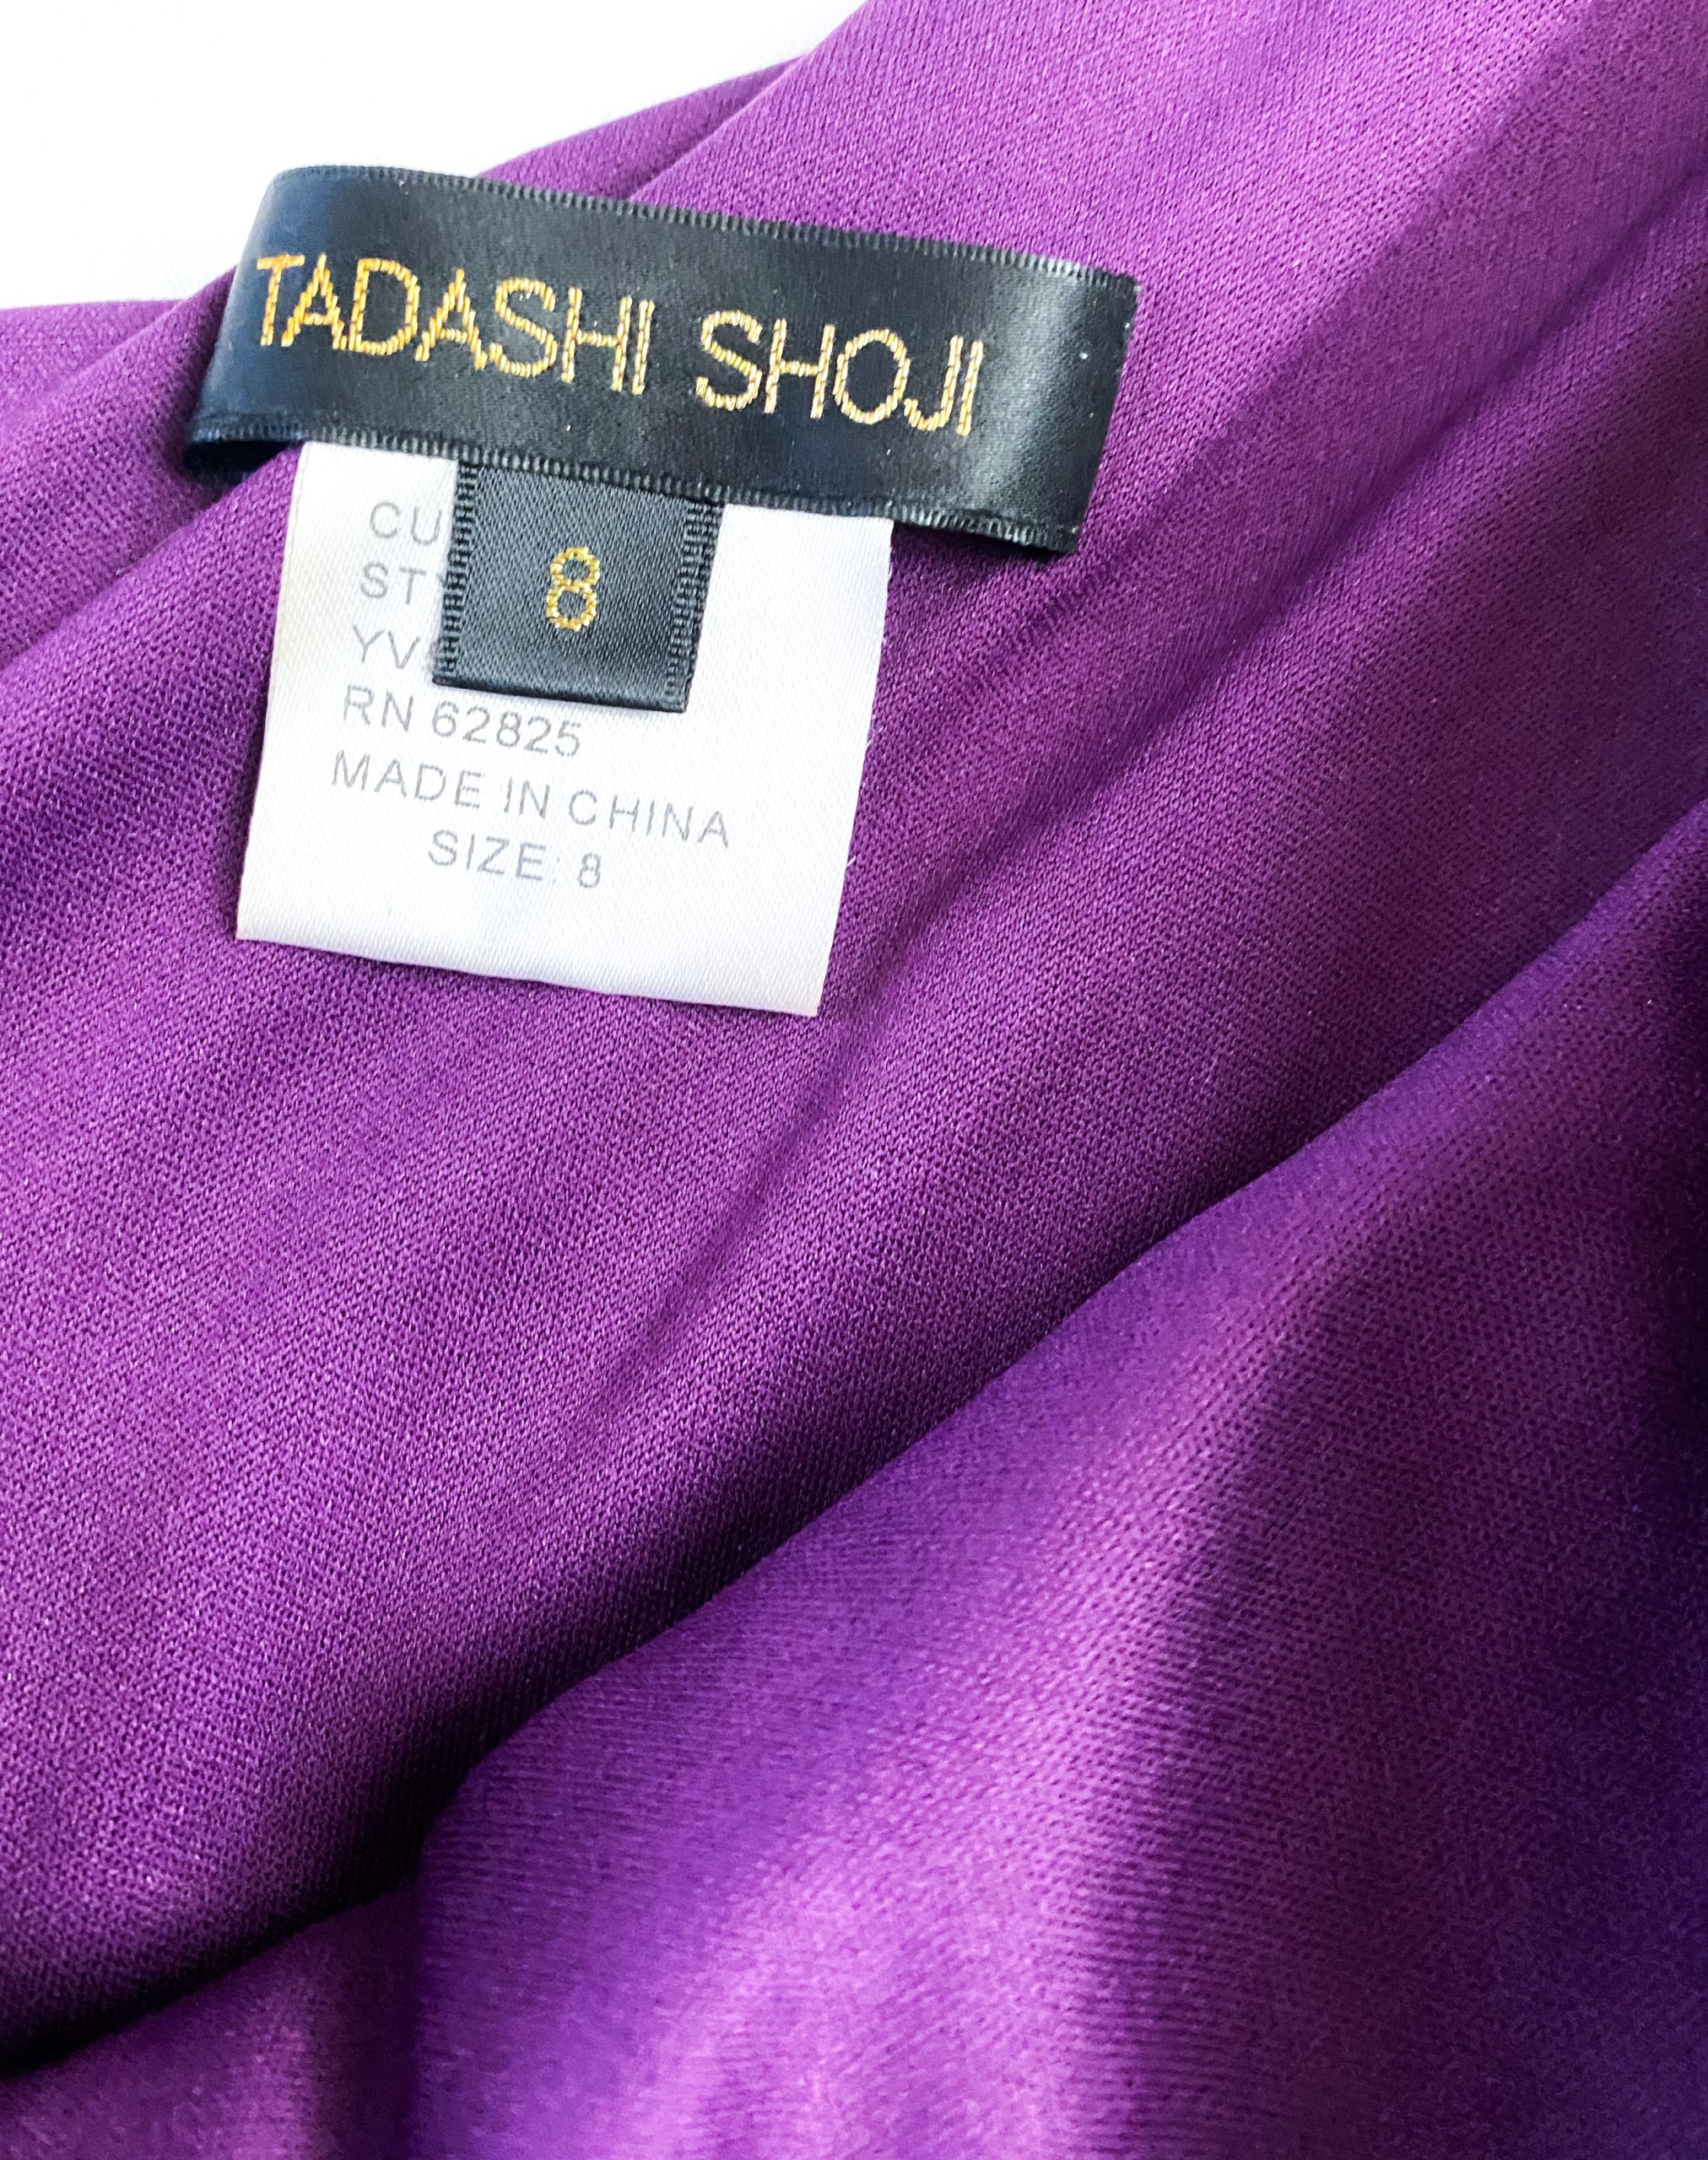 TADASHI SHOJI
8
RN 62825
MADE IN CHINA
SIZE: 8